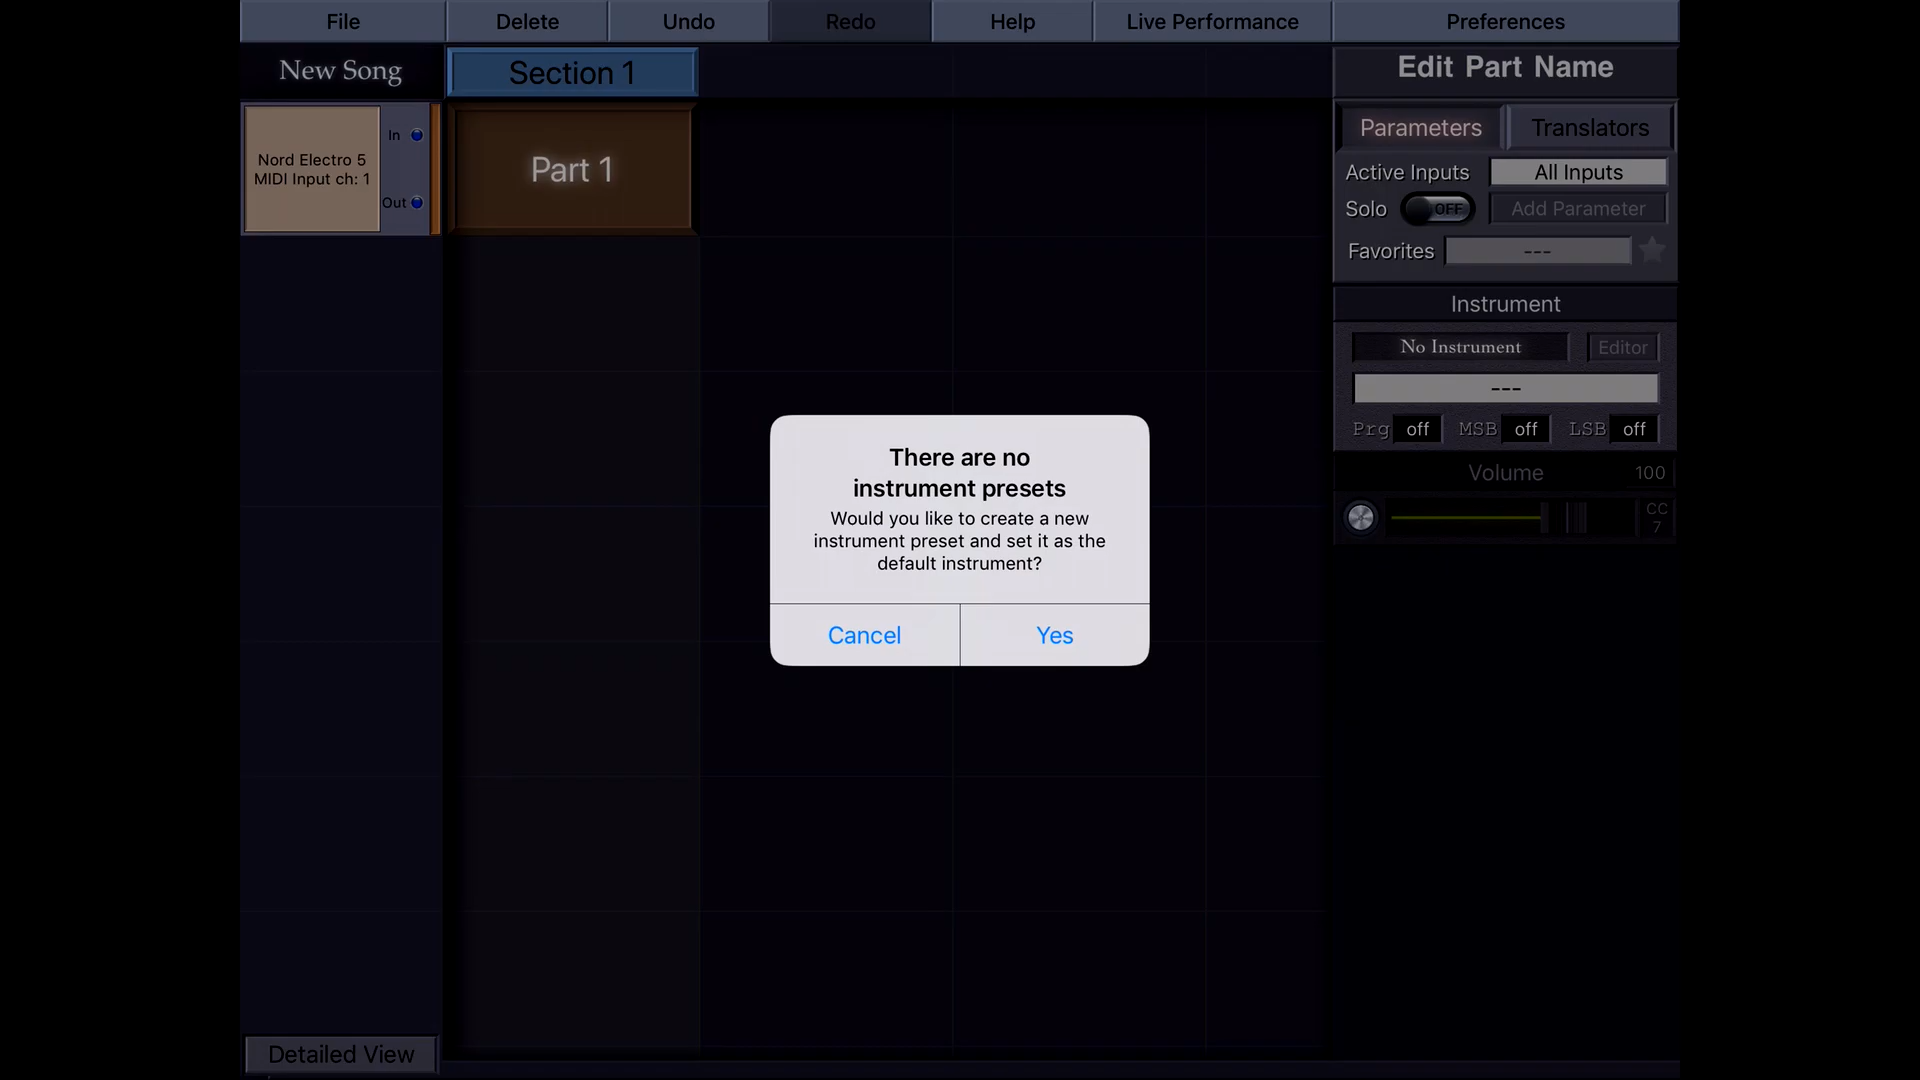 File Delete Undo Redo Help Live Performance Preferences
New Song
Section 1
Edit Part Name
Nord Electro 5
MIDI Input ch: 1
In
Out
Part 1
Parameters Translators
Active Inputs All Inputs
Solo OFF Add Parameter
Favorites ---
Instrument
No Instrument Editor
---
Prg off MSB off LSB off
Volume 100
CC
7
There are no
instrument presets
Would you like to create a new
instrument preset and set it as the
default instrument?
Cancel Yes
Detailed View